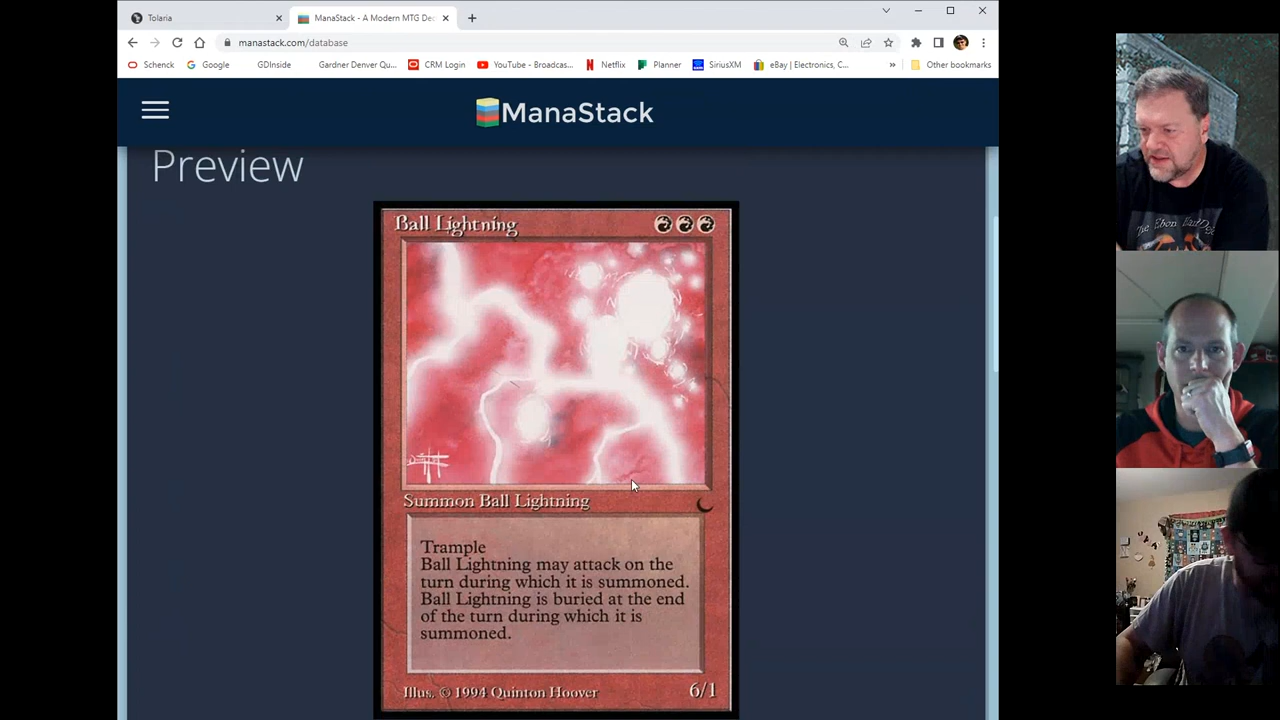 Tolaria
ManaStack - A Modern MTG Dec
manastack.com/database
Schenck
Google
GDInside
Gardner Denver Qu...
CRM Login
YouTube - Broadcas...
Netflix
Planner
SiriusXM
eBay | Electronics, C...
»
Other bookmarks
ManaStack
Preview
Ball Lightning
Summon Ball Lightning
Trample
Ball Lightning may attack on the
turn during which it is summoned.
Ball Lightning is buried at the end
of the turn during which it is
summoned.
Illus. © 1994 Quinton Hoover
6/1
The Ebon